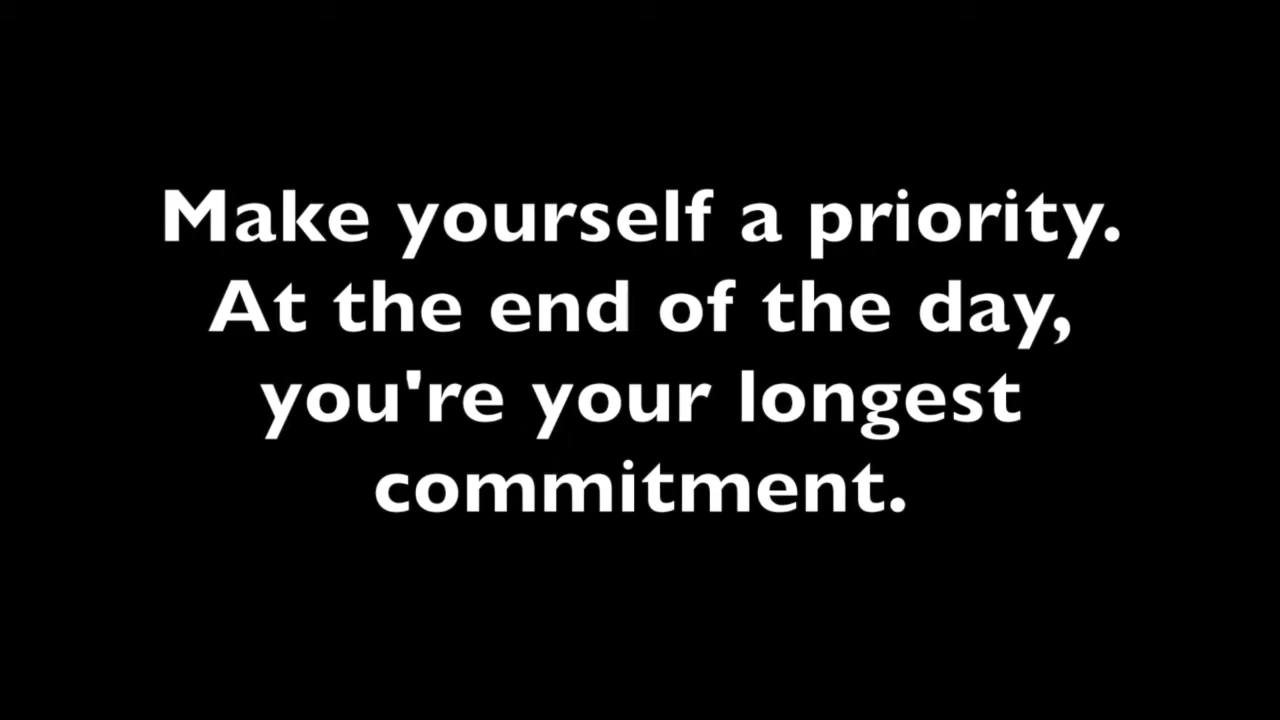 Make yourself a priority.
At the end of the day,
you're your longest
commitment.